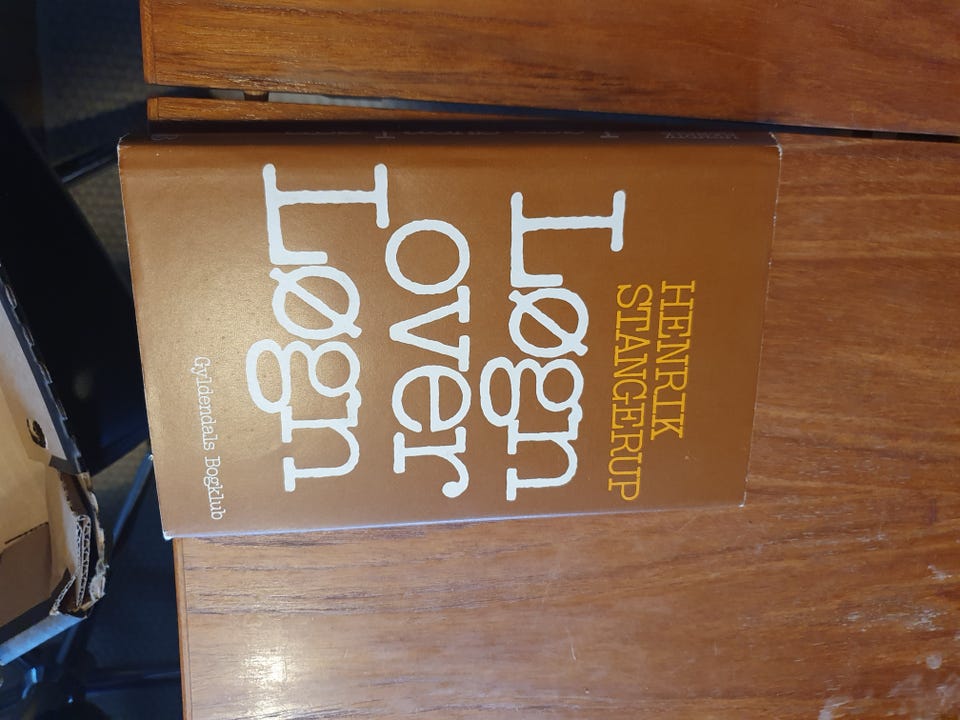 HENRIK
STANGERUP
Løgn
over
Løgn
Gyldendals Bogklub